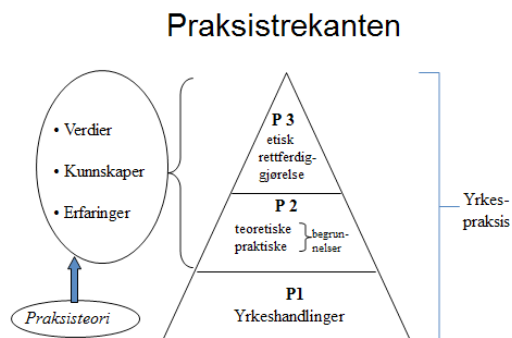 Praksistrekanten
• Verdier
• Kunnskaper
• Erfaringer
Praksisteori
P 3
etisk
rettferdig-
gjørelse
P 2
teoretiske
praktiske
begrun-
nelser
P1
Yrkeshandlinger
Yrkes-
praksis